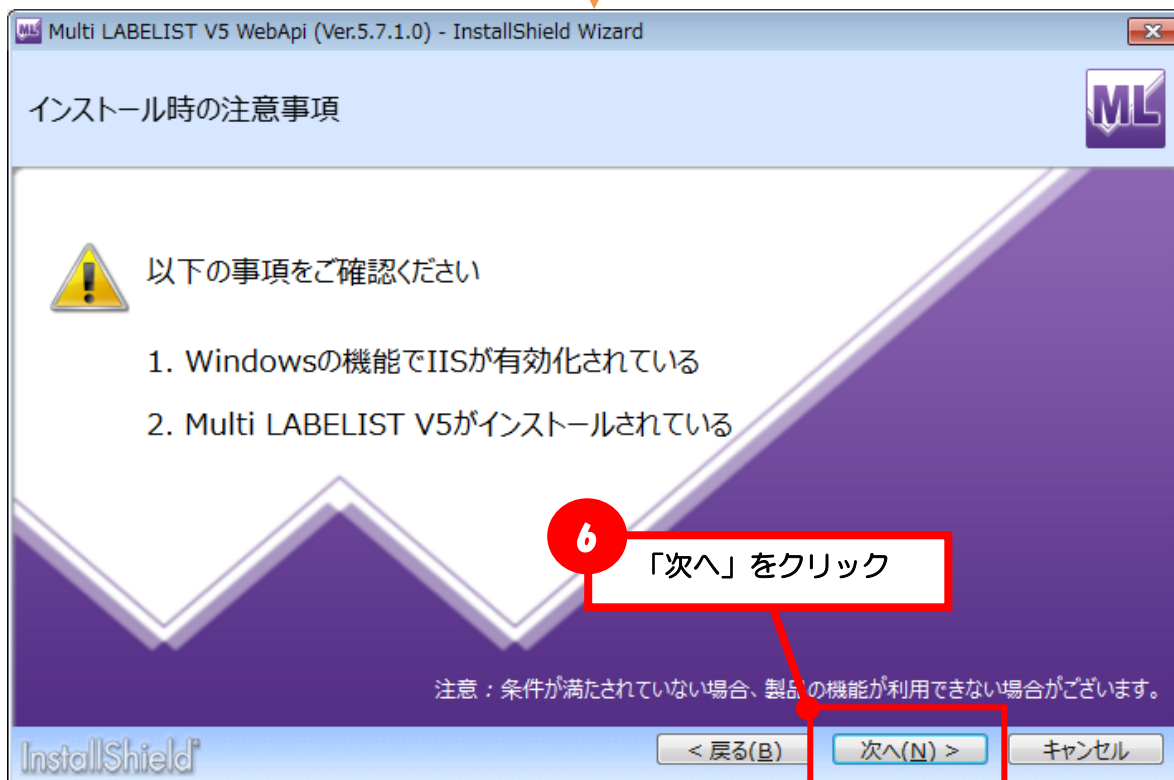 Multi LABELIST V5 WebApi (Ver.5.7.1.0) - InstallShield Wizard
インストール時の注意事項
ML
以下の事項をご確認ください
1. Windowsの機能でIISが有効化されている
2. Multi LABELIST V5がインストールされている
6
「次へ」をクリック
注意：条件が満たされていない場合、製品の機能が利用できない場合がございます。
InstallShield
< 戻る(B)
次へ(N) >
キャンセル